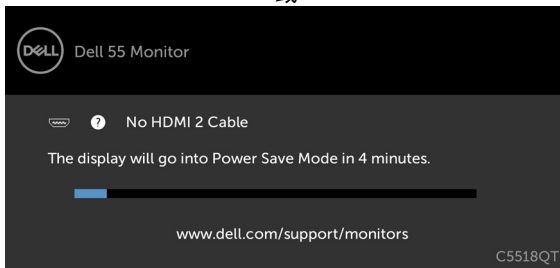 或
DELL
Dell 55 Monitor
? No HDMI 2 Cable
The display will go into Power Save Mode in 4 minutes.
www.dell.com/support/monitors
C5518QT